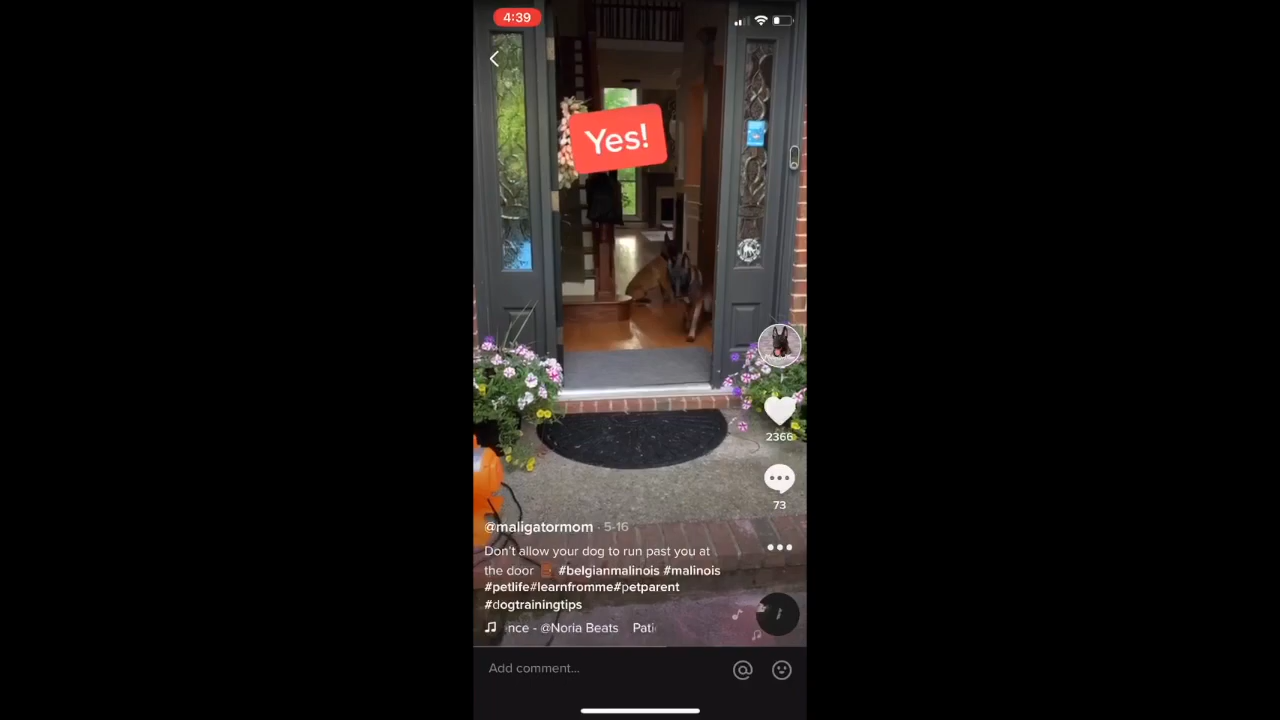 4:39
Yes!
2366
73
@maligatormom · 5-16
Don't allow your dog to run past you at
the door 🚪 #belgianmalinois #malinois
#petlife#learnfromme#petparent
#dogtrainingtips
nce - @Noria Beats Pati
Add comment...